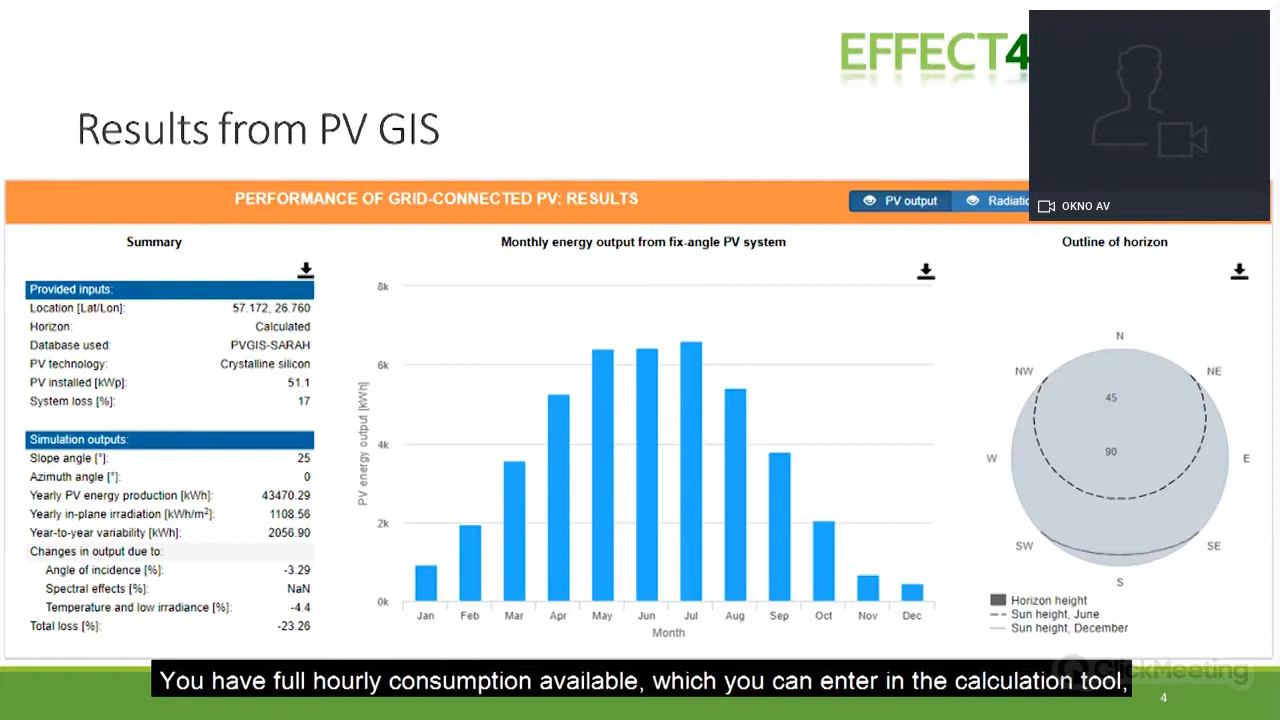 EFFECT4
Results from PV GIS
OKNO AV
PERFORMANCE OF GRID-CONNECTED PV: RESULTS
PV output
Radiatio
Summary
Provided inputs:
Location [Lat/Lon]: 57.172, 26.760
Horizon: Calculated
Database used: PVGIS-SARAH
PV technology: Crystalline silicon
PV installed [kWp]: 51.1
System loss [%]: 17
Simulation outputs:
Slope angle [°]: 25
Azimuth angle [°]: 0
Yearly PV energy production [kWh]: 43470.29
Yearly in-plane irradiation [kWh/m²]: 1108.56
Year-to-year variability [kWh]: 2056.90
Changes in output due to:
Angle of incidence [%]: -3.29
Spectral effects [%]: NaN
Temperature and low irradiance [%]: -4.4
Total loss [%]: -23.26
Monthly energy output from fix-angle PV system
PV energy output [kWh]
8k
6k
4k
2k
0k
Jan Feb Mar Apr May Jun Jul Aug Sep Oct Nov Dec
Month
Outline of horizon
N
NW NE
45
W 90 E
SW SE
S
Horizon height
Sun height, June
Sun height, December
ClickMeeting
You have full hourly consumption available, which you can enter in the calculation tool,
4